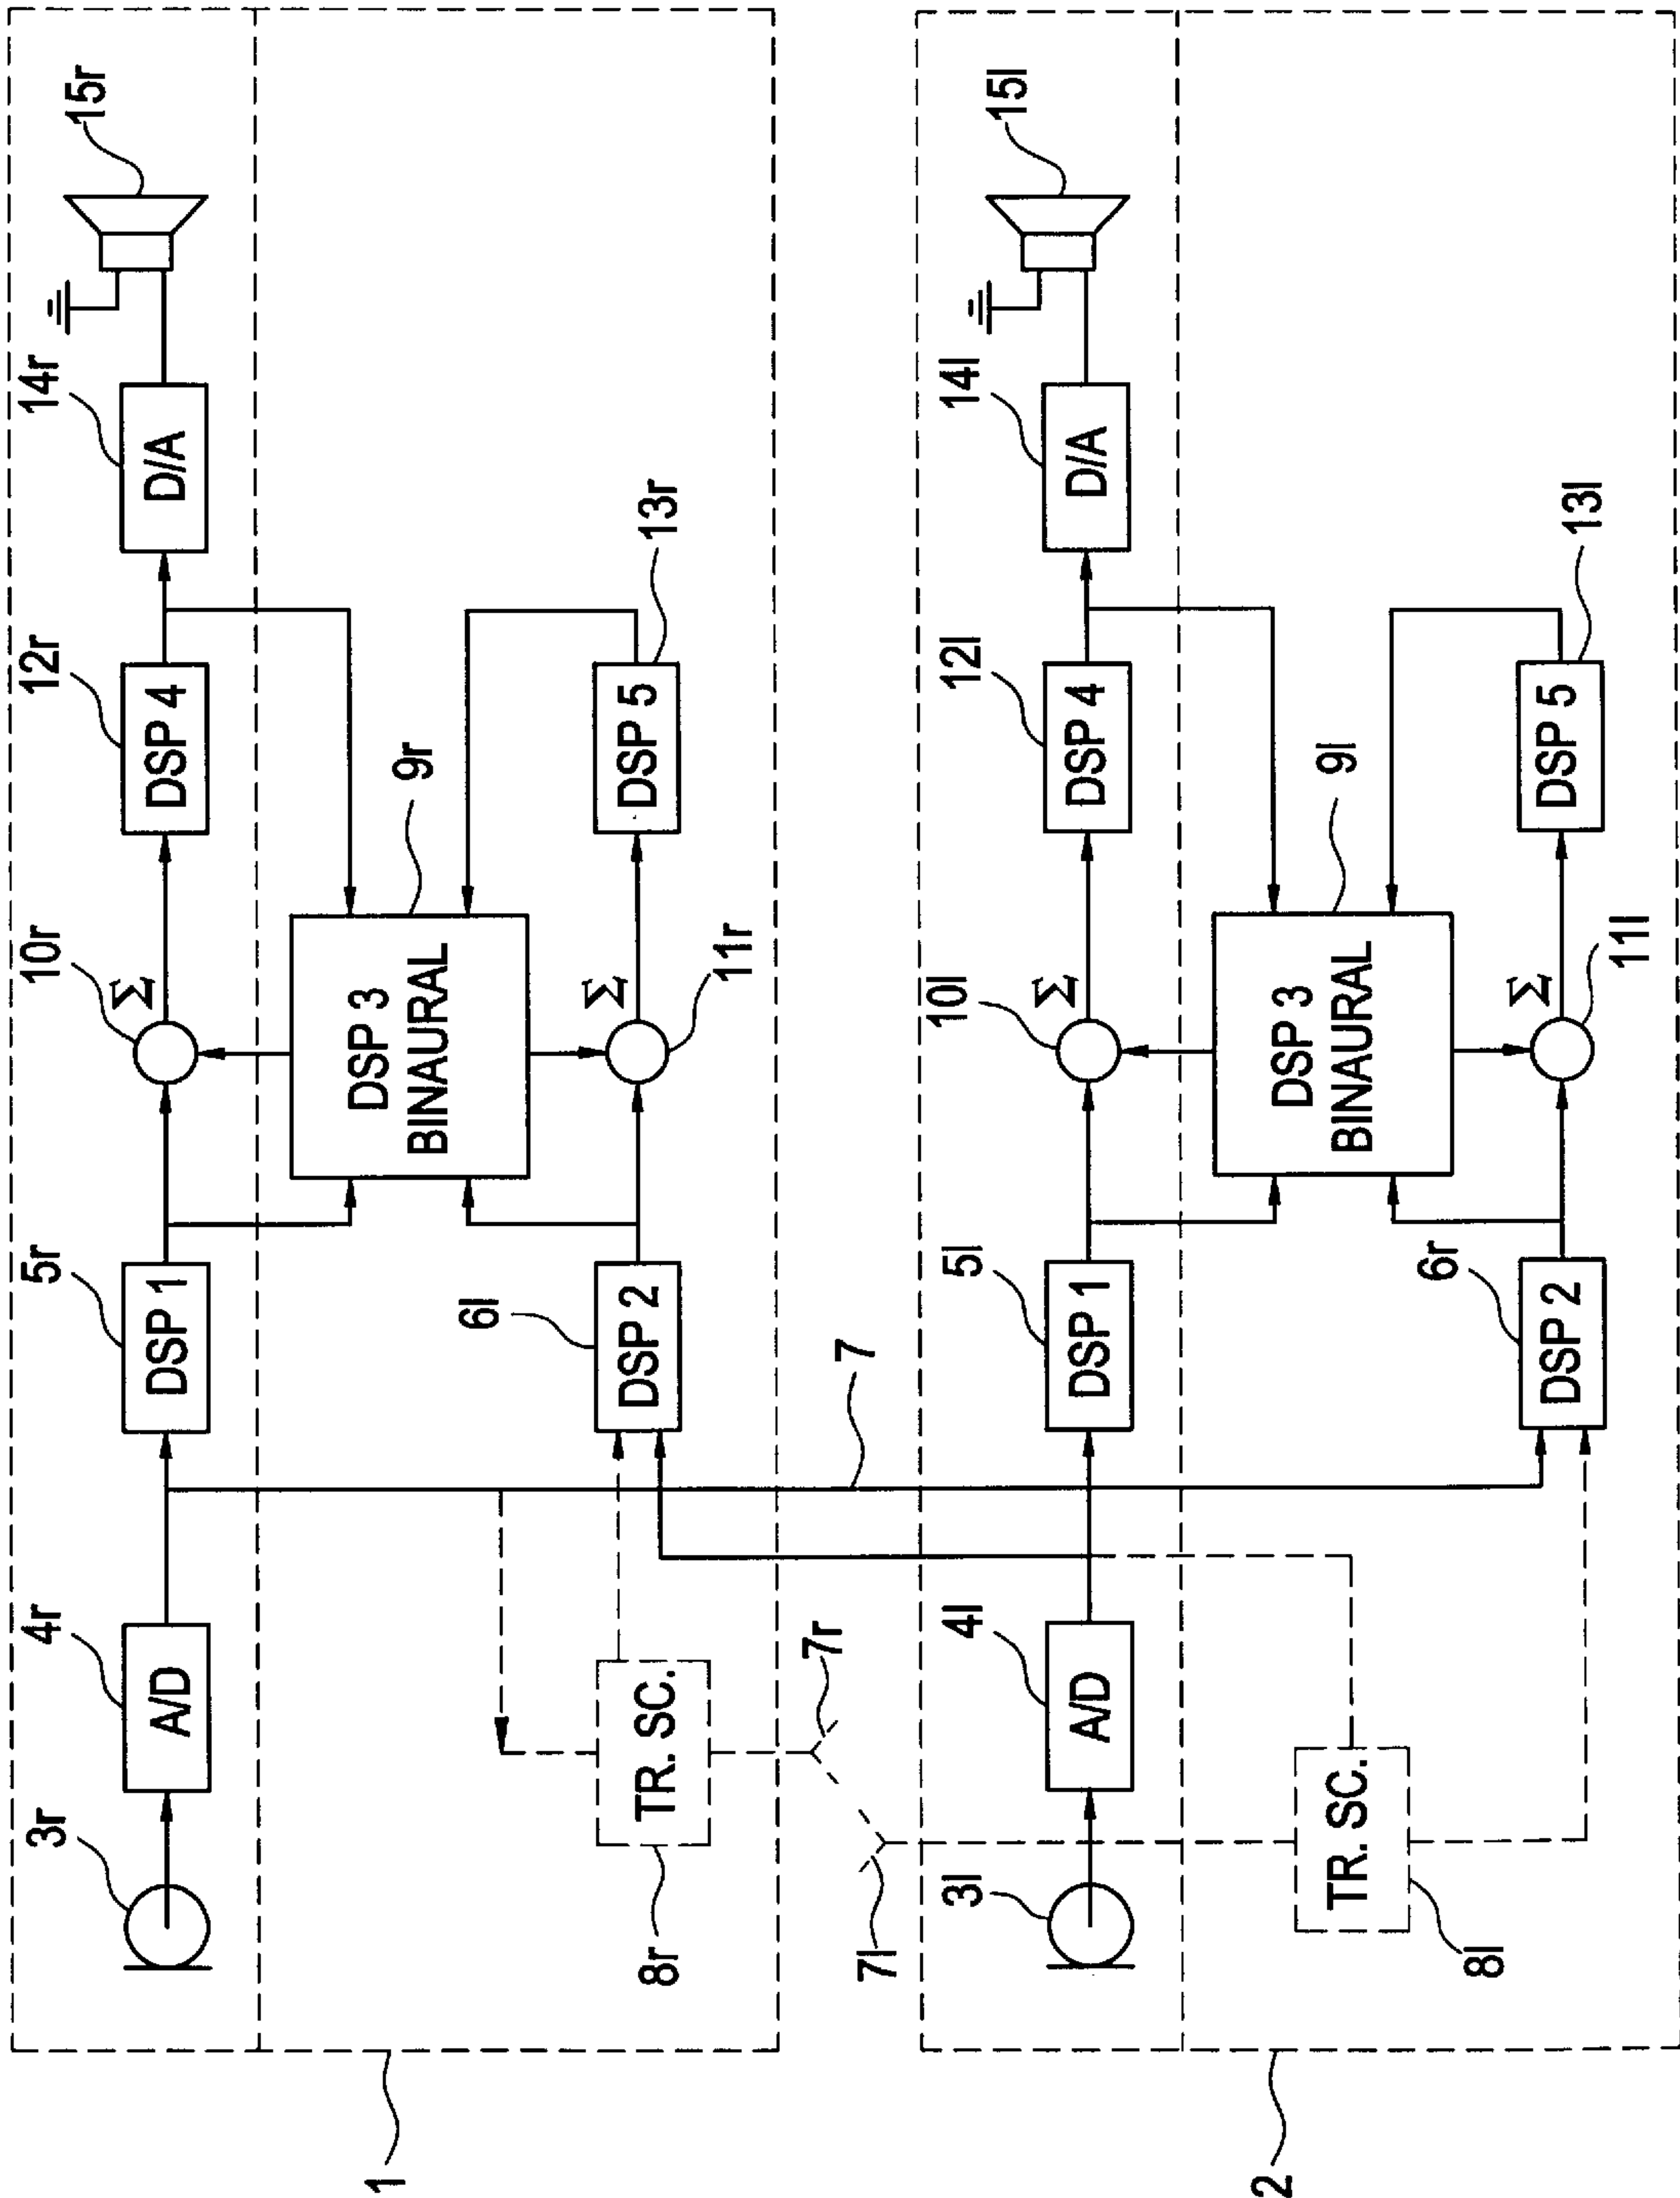 3r
4r
A/D
5r
DSP 1
10r
Σ
12r
DSP 4
14r
D/A
15r
DSP 3
BINAURAL
9r
8r
TR. SC.
6l
DSP 2
11r
Σ
DSP 5
13r
7r
1
7
7l
3l
4l
A/D
5l
DSP 1
10l
Σ
12l
DSP 4
14l
D/A
15l
DSP 3
BINAURAL
9l
8l
TR. SC.
6r
DSP 2
11l
Σ
DSP 5
13l
2